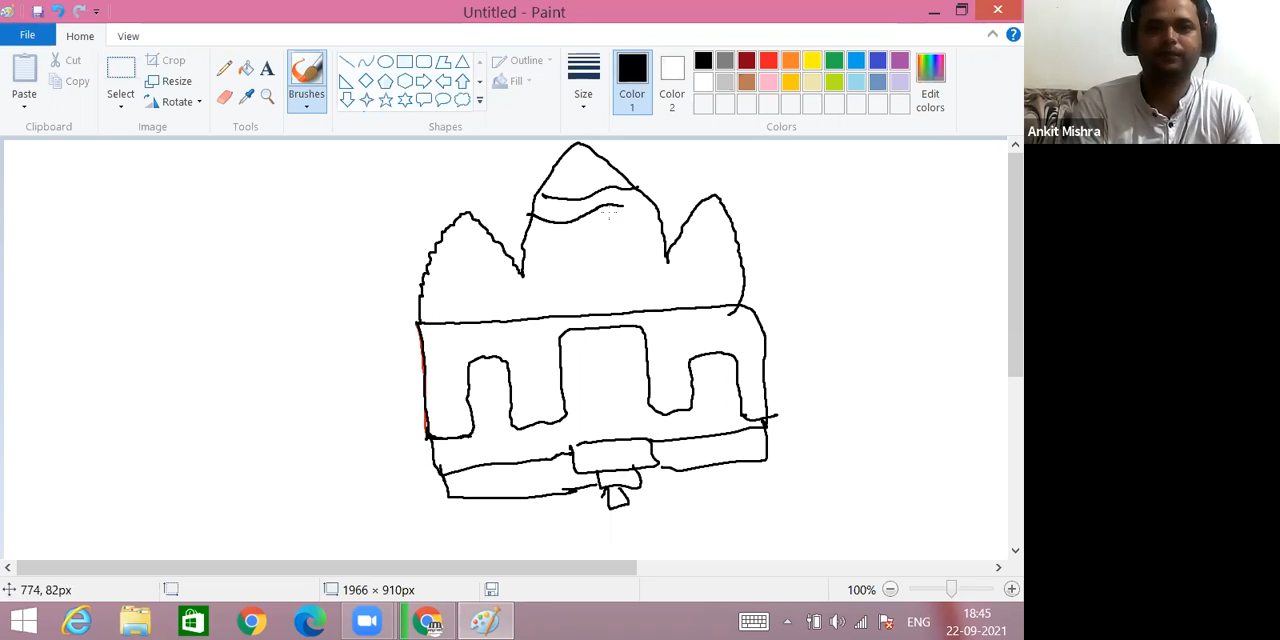 Untitled - Paint
File Home View
Cut
Copy
Paste
Clipboard
Crop
Resize
Rotate
Select
Image
A
Tools
Brushes
Outline
Fill
Shapes
Size
Color 1
Color 2
Edit colors
Colors
Ankit Mishra
774, 82px
1966 × 910px
100%
ENG
18:45
22-09-2021